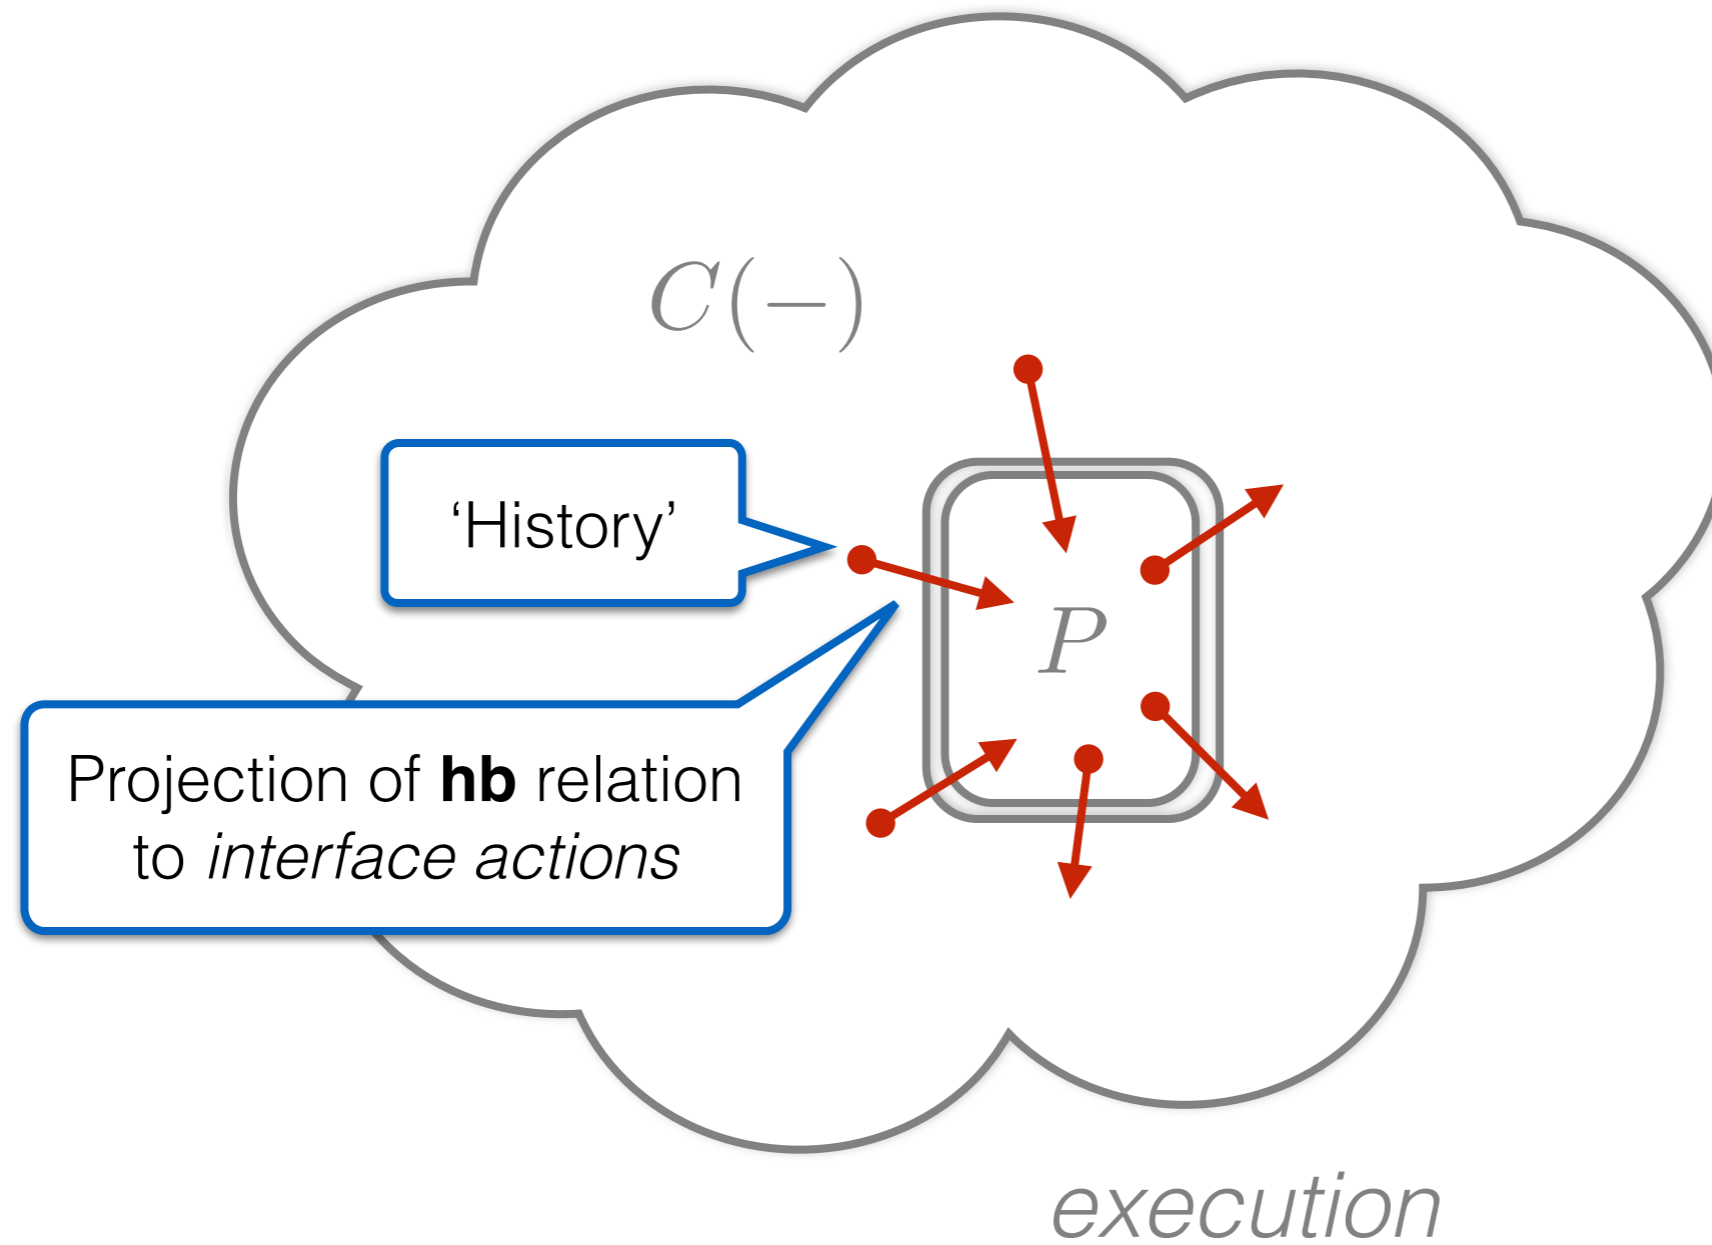 C(−)
‘History’
P
Projection of hb relation
to interface actions
execution